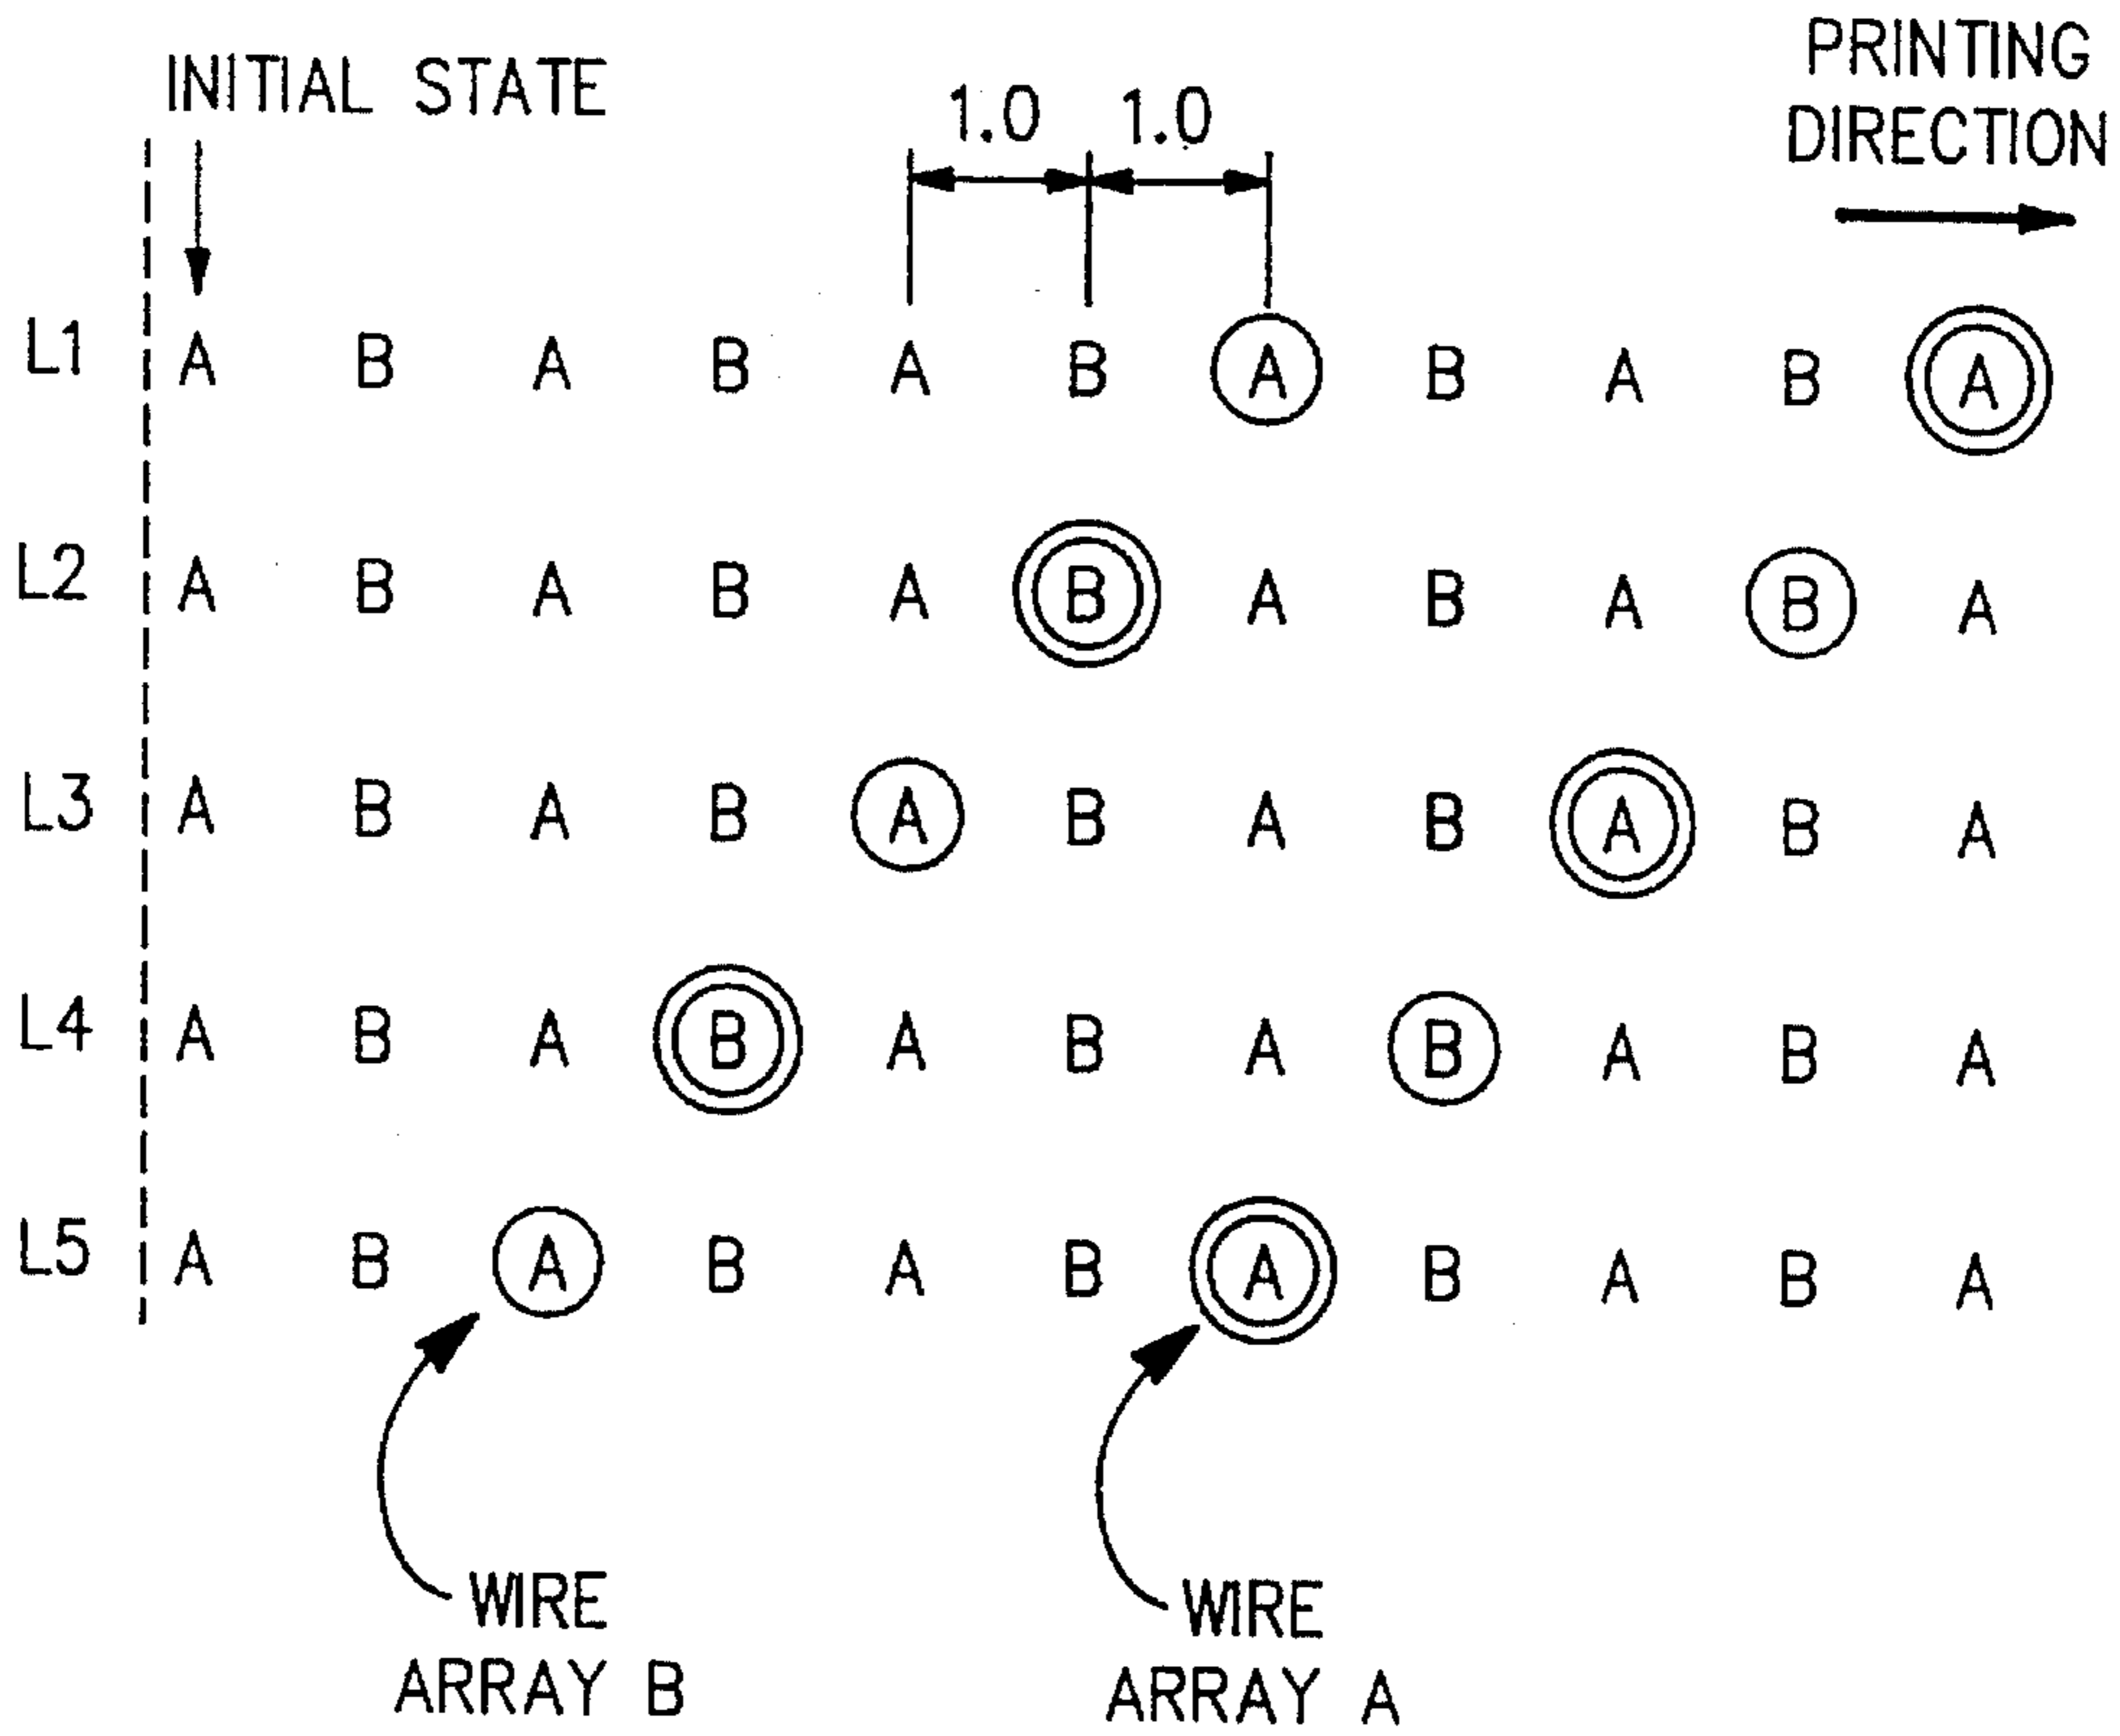 INITIAL STATE
1.0 1.0
PRINTING
DIRECTION
L1 A B A B A B A B A B A
L2 A B A B A B A B A B A
L3 A B A B A B A B A B A
L4 A B A B A B A B A B A
L5 A B A B A B A B A B A
WIRE
ARRAY B
WIRE
ARRAY A